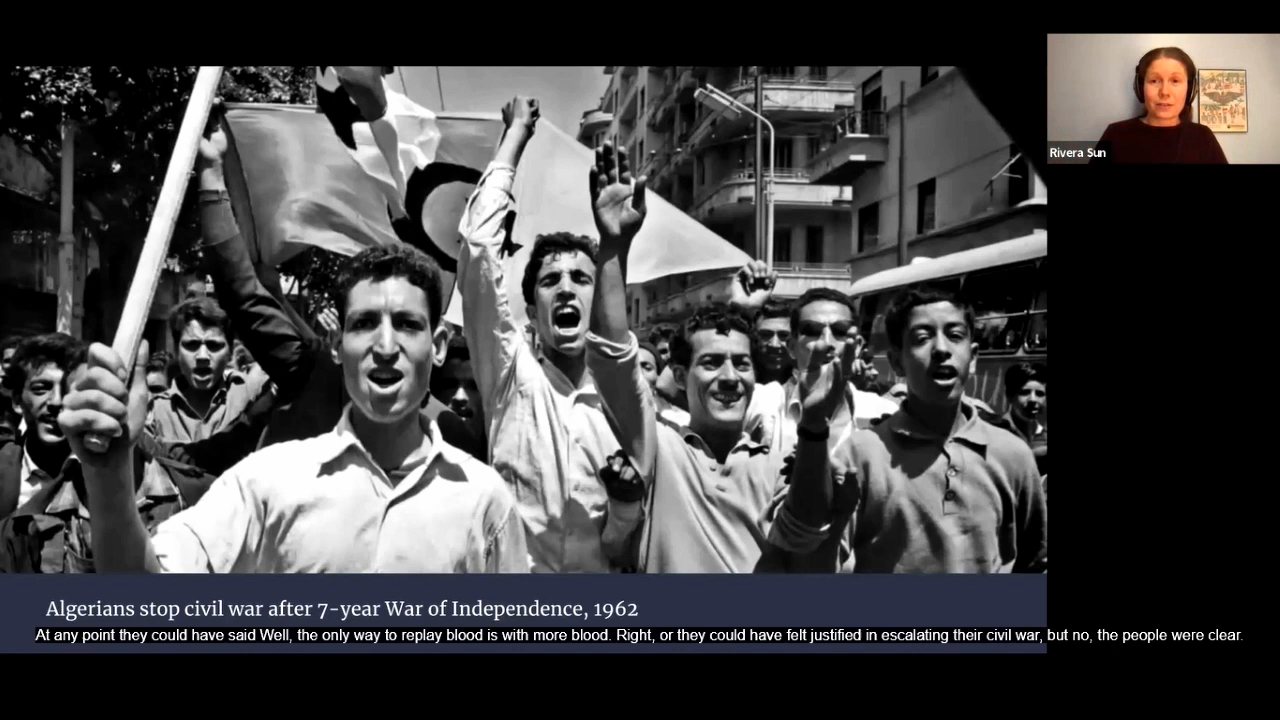 Rivera Sun
Algerians stop civil war after 7-year War of Independence, 1962
At any point they could have said Well, the only way to replay blood is with more blood. Right, or they could have felt justified in escalating their civil war, but no, the people were clear.